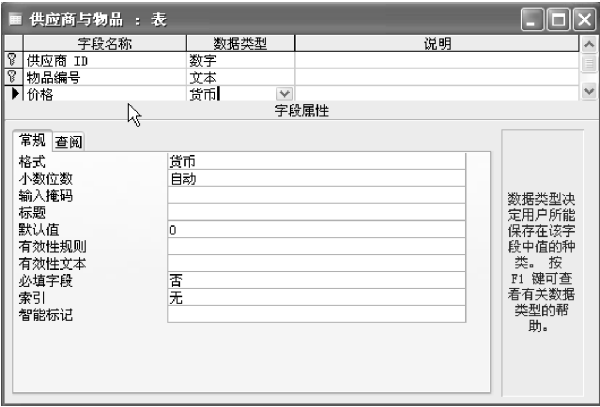 供应商与物品 : 表
字段名称 数据类型 说明
供应商 ID 数字
物品编号 文本
价格 货币
字段属性
常规 查阅
格式 货币
小数位数 自动
输入掩码
标题
默认值 0
有效性规则
有效性文本
必填字段 否
索引 无
智能标记
数据类型决
定用户所能
保存在该字
段中值的种
类。 按
F1 键可查
看有关数据
类型的帮
助。